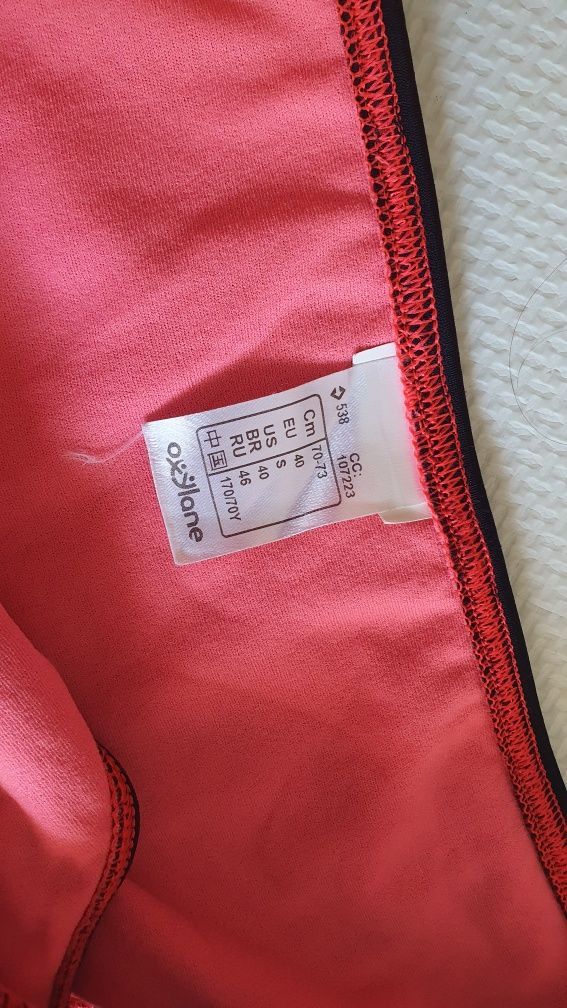 ◇ 538
CC:
107223
Cm 70-73
EU 40
US S
BR 40
RU 46
中国 170/70Y
oxylane